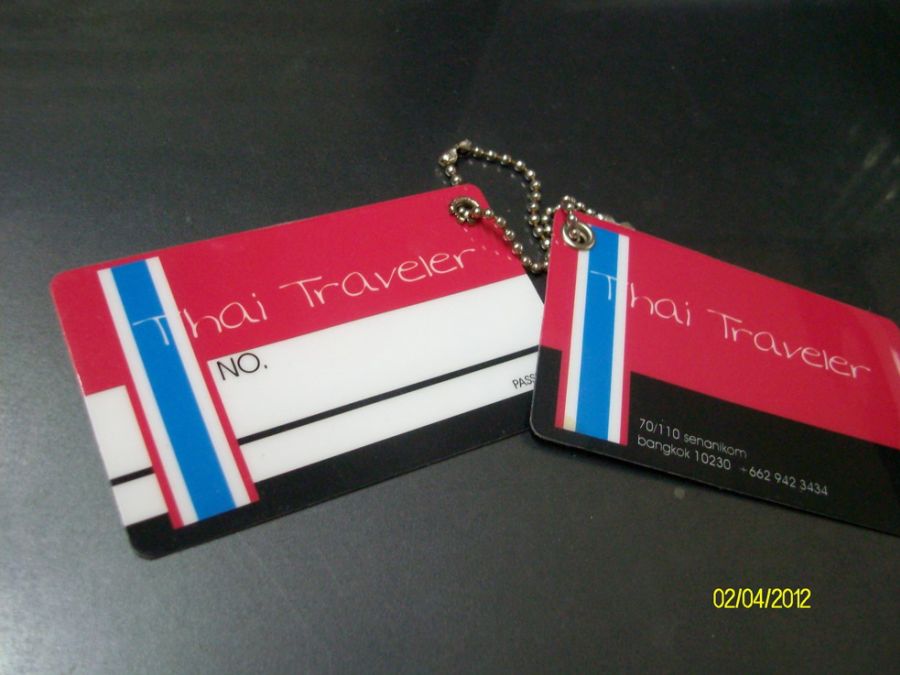 Thai Traveler
NO.
PASS
Thai Traveler
70/110 senanikom
bangkok 10230 +662 942 3434
02/04/2012